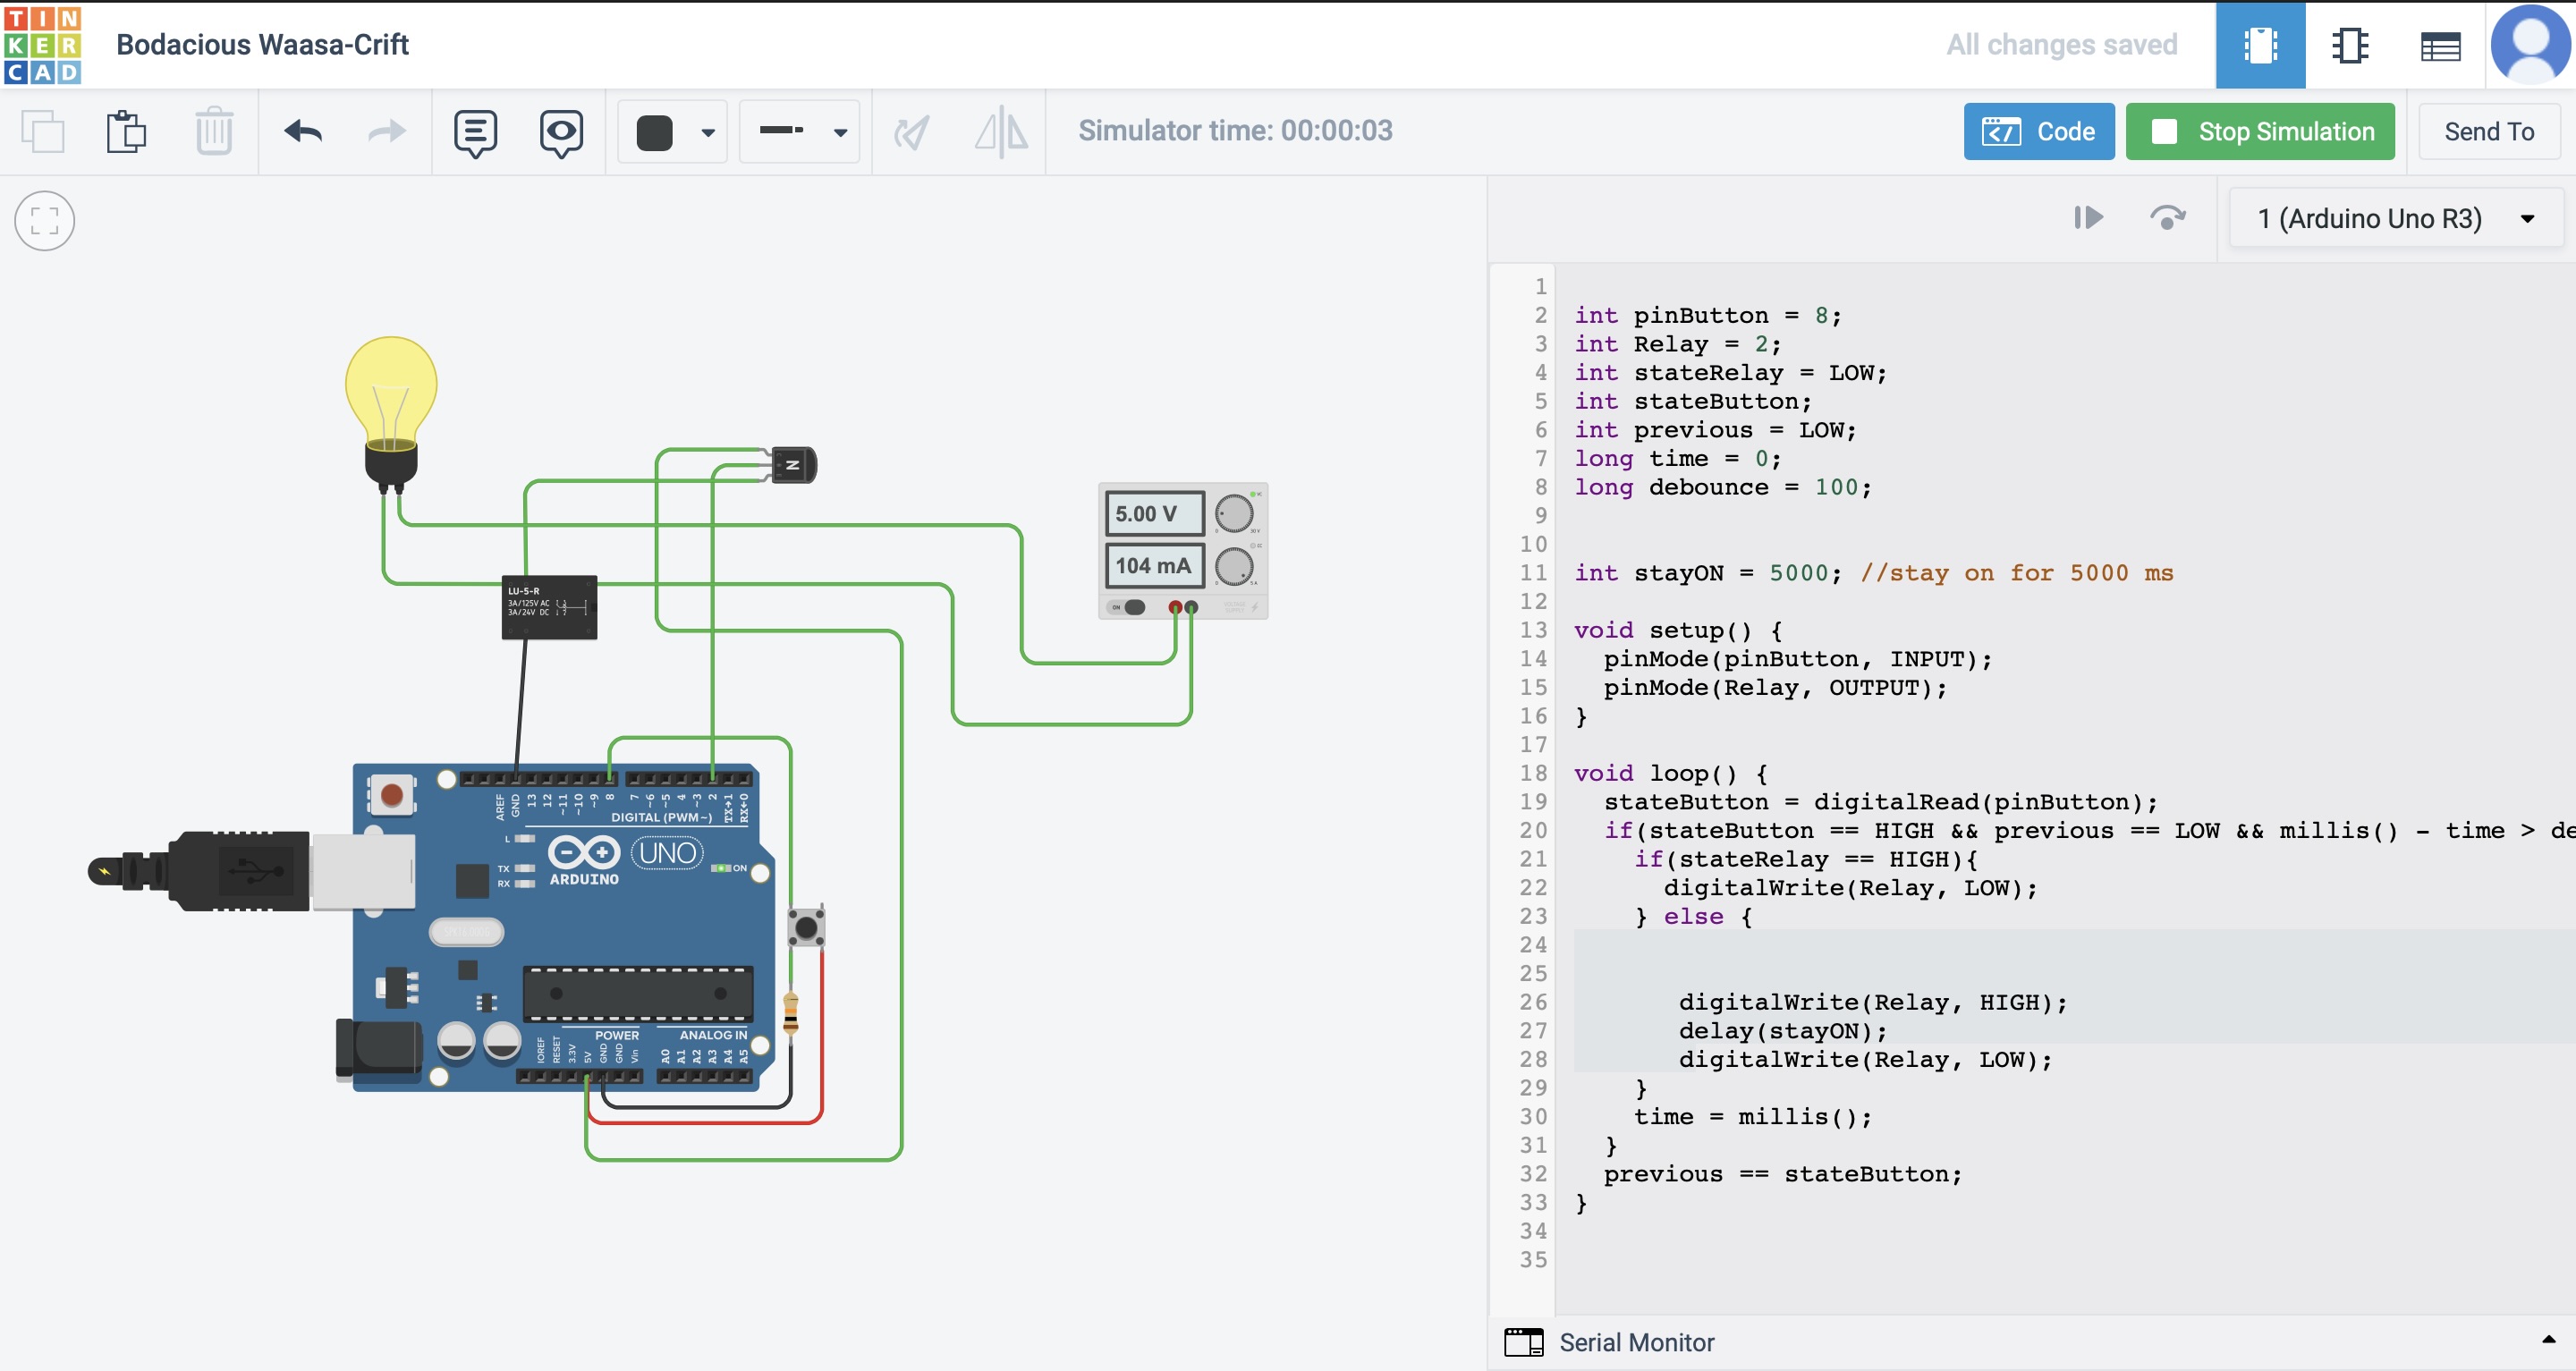 TINKERCAD
Bodacious Waasa-Crift
All changes saved
Simulator time: 00:00:03
Code
Stop Simulation
Send To
1 (Arduino Uno R3)
N
5.00 V
104 mA
ON
LU-5-R
3A/125V AC
3A/24V DC
AREF
GND
13
12
~11
~10
~9
8
7
~6
~5
4
~3
2
TX→1
RX←0
DIGITAL (PWM~)
L
TX
RX
UNO
ARDUINO
ON
POWER
ANALOG IN
IOREF
RESET
3.3V
5V
GND
GND
Vin
A0
A1
A2
A3
A4
A5
1
2 int pinButton = 8;
3 int Relay = 2;
4 int stateRelay = LOW;
5 int stateButton;
6 int previous = LOW;
7 long time = 0;
8 long debounce = 100;
9
10
11 int stayON = 5000; //stay on for 5000 ms
12
13 void setup() {
14 pinMode(pinButton, INPUT);
15 pinMode(Relay, OUTPUT);
16 }
17
18 void loop() {
19 stateButton = digitalRead(pinButton);
20 if(stateButton == HIGH && previous == LOW && millis() - time > de
21 if(stateRelay == HIGH){
22 digitalWrite(Relay, LOW);
23 } else {
24
25
26 digitalWrite(Relay, HIGH);
27 delay(stayON);
28 digitalWrite(Relay, LOW);
29 }
30 time = millis();
31 }
32 previous == stateButton;
33 }
34
35
Serial Monitor